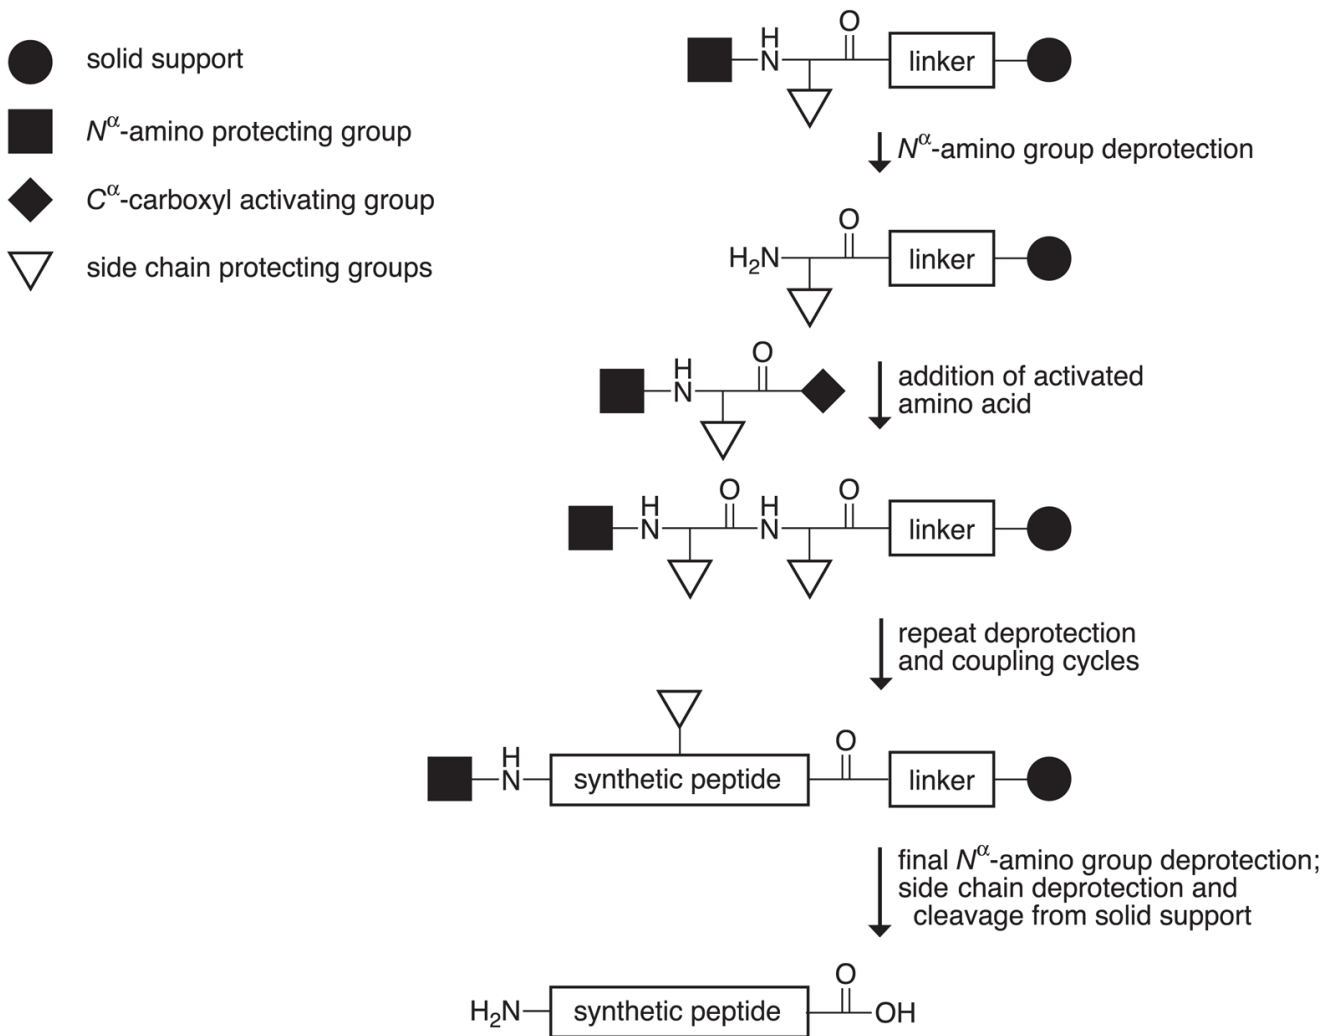 solid support
Nα-amino protecting group
Cα-carboxyl activating group
side chain protecting groups
H
N
O
linker
Nα-amino group deprotection
H2N
O
linker
H
N
O
addition of activated
amino acid
H
N
O
H
N
O
linker
repeat deprotection
and coupling cycles
H
N
synthetic peptide
O
linker
final Nα-amino group deprotection;
side chain deprotection and
cleavage from solid support
H2N
synthetic peptide
O
OH